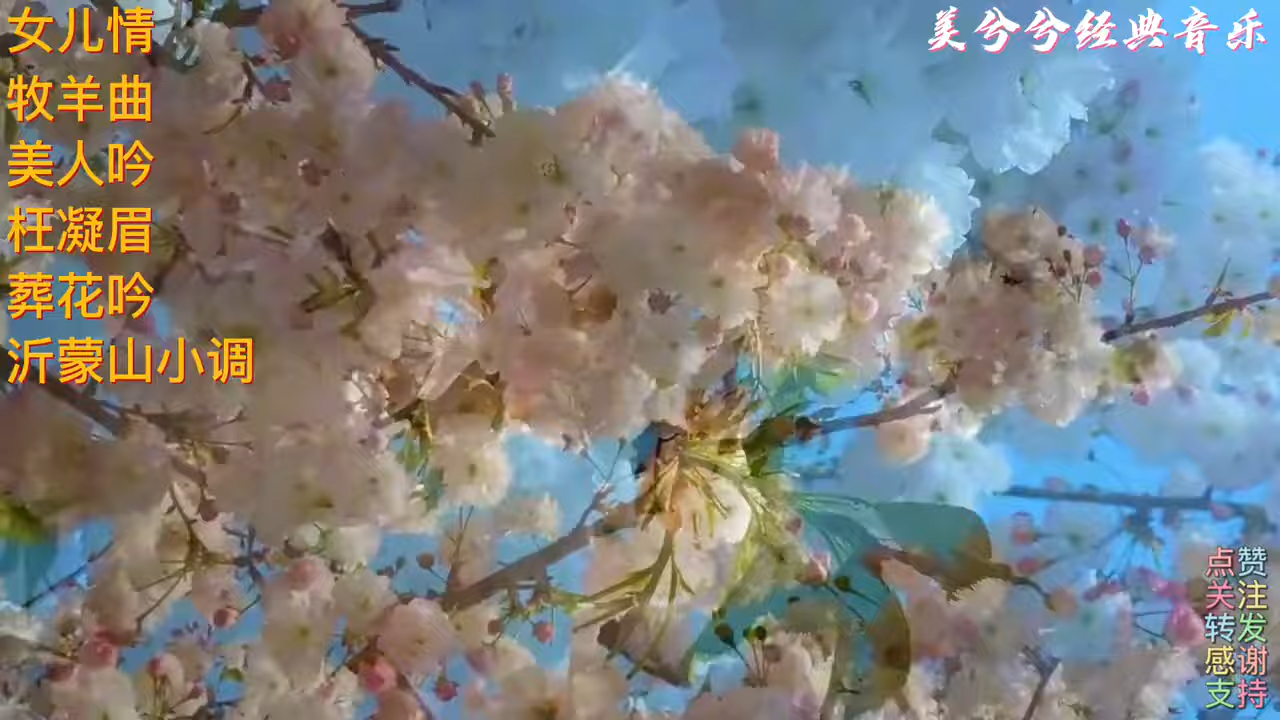 女儿情
牧羊曲
美人吟
枉凝眉
葬花吟
沂蒙山小调
美兮兮经典音乐
点赞
关注
转发
感谢
支持